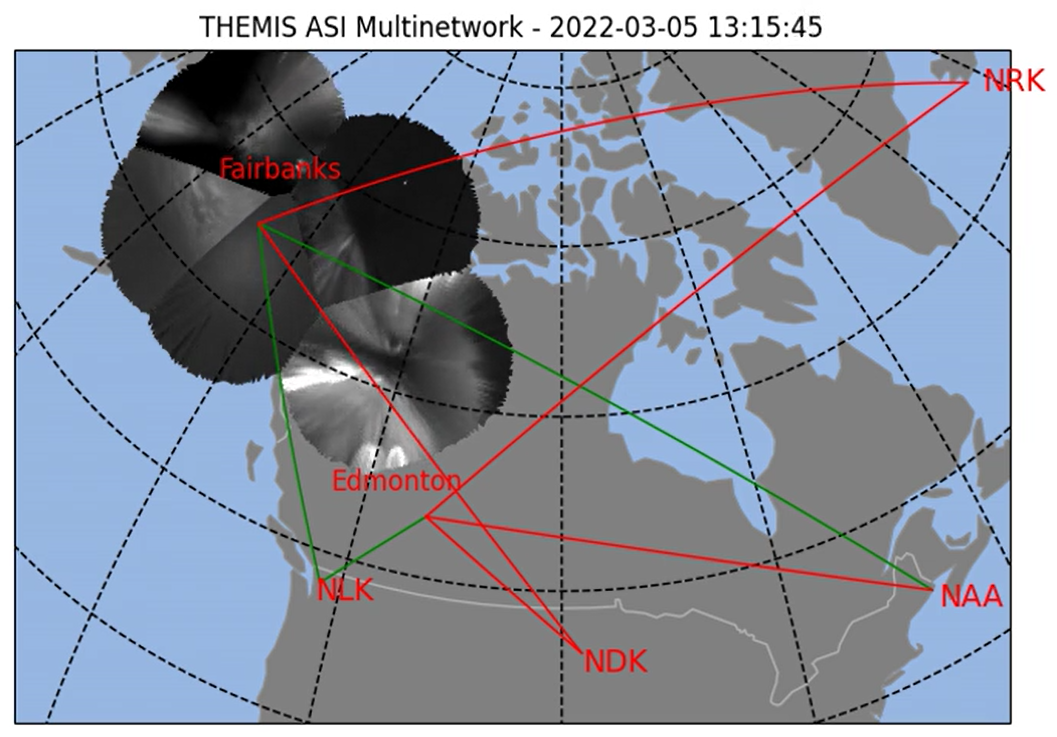 THEMIS ASI Multinetwork - 2022-03-05 13:15:45
NRK
Fairbanks
Edmonton
NLK
NAA
NDK